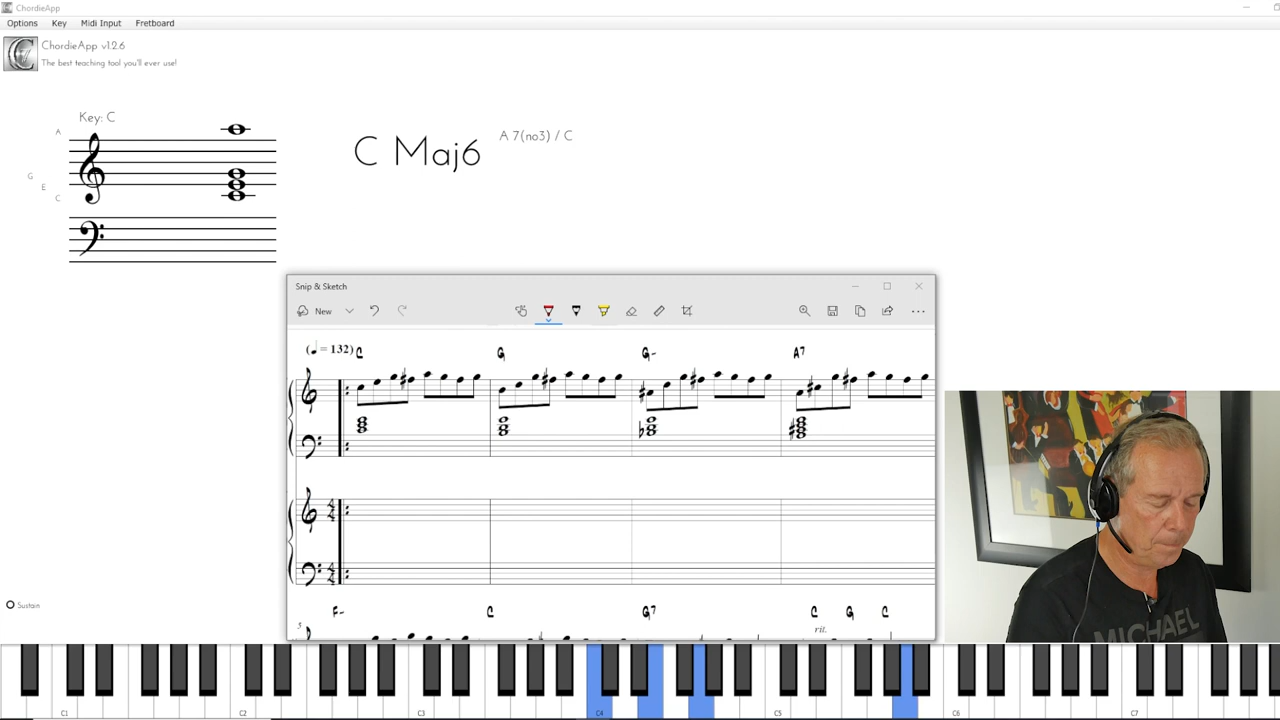 ChordieApp
Options Key Midi Input Fretboard
ChordieApp v1.2.6
The best teaching tool you'll ever use!
Key: C
A
G
E
C
C Maj6
A 7(no3) / C
Snip & Sketch
New
(♩ = 132) C G G- A7
F- C G7 C G C
5
rit.
Sustain
MICHAEL
C1 C2 C3 C4 C5 C6 C7